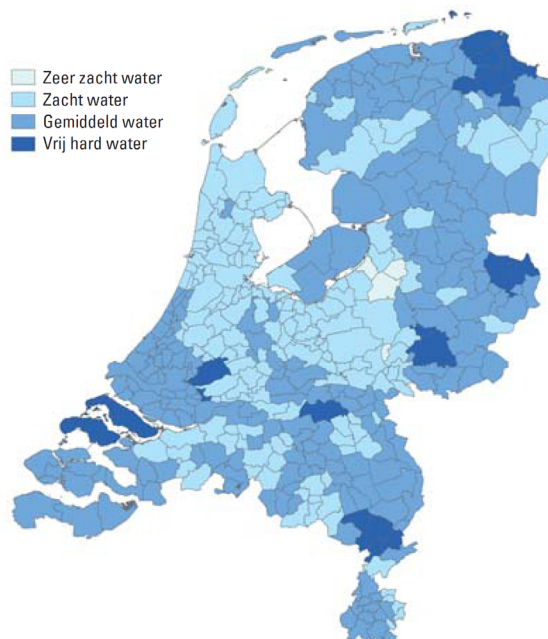 Zeer zacht water
Zacht water
Gemiddeld water
Vrij hard water